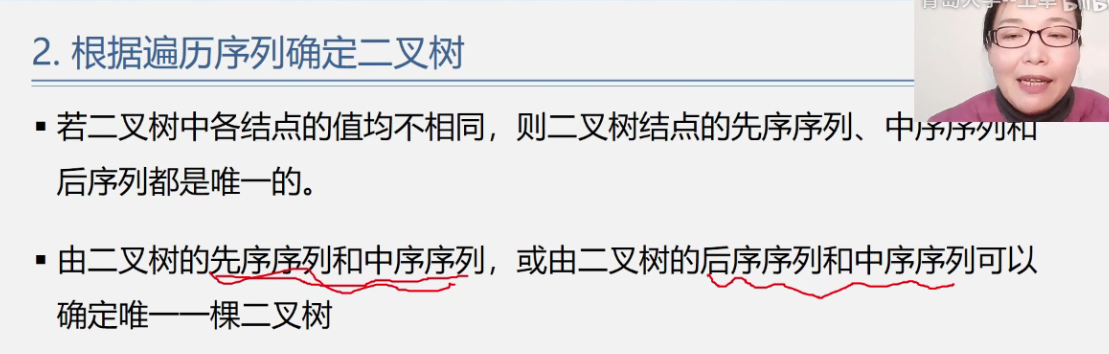 2. 根据遍历序列确定二叉树
▪ 若二叉树中各结点的值均不相同，则二叉树结点的先序序列、中序序列和
后序列都是唯一的。
▪ 由二叉树的先序序列和中序序列，或由二叉树的后序序列和中序序列可以
确定唯一一棵二叉树